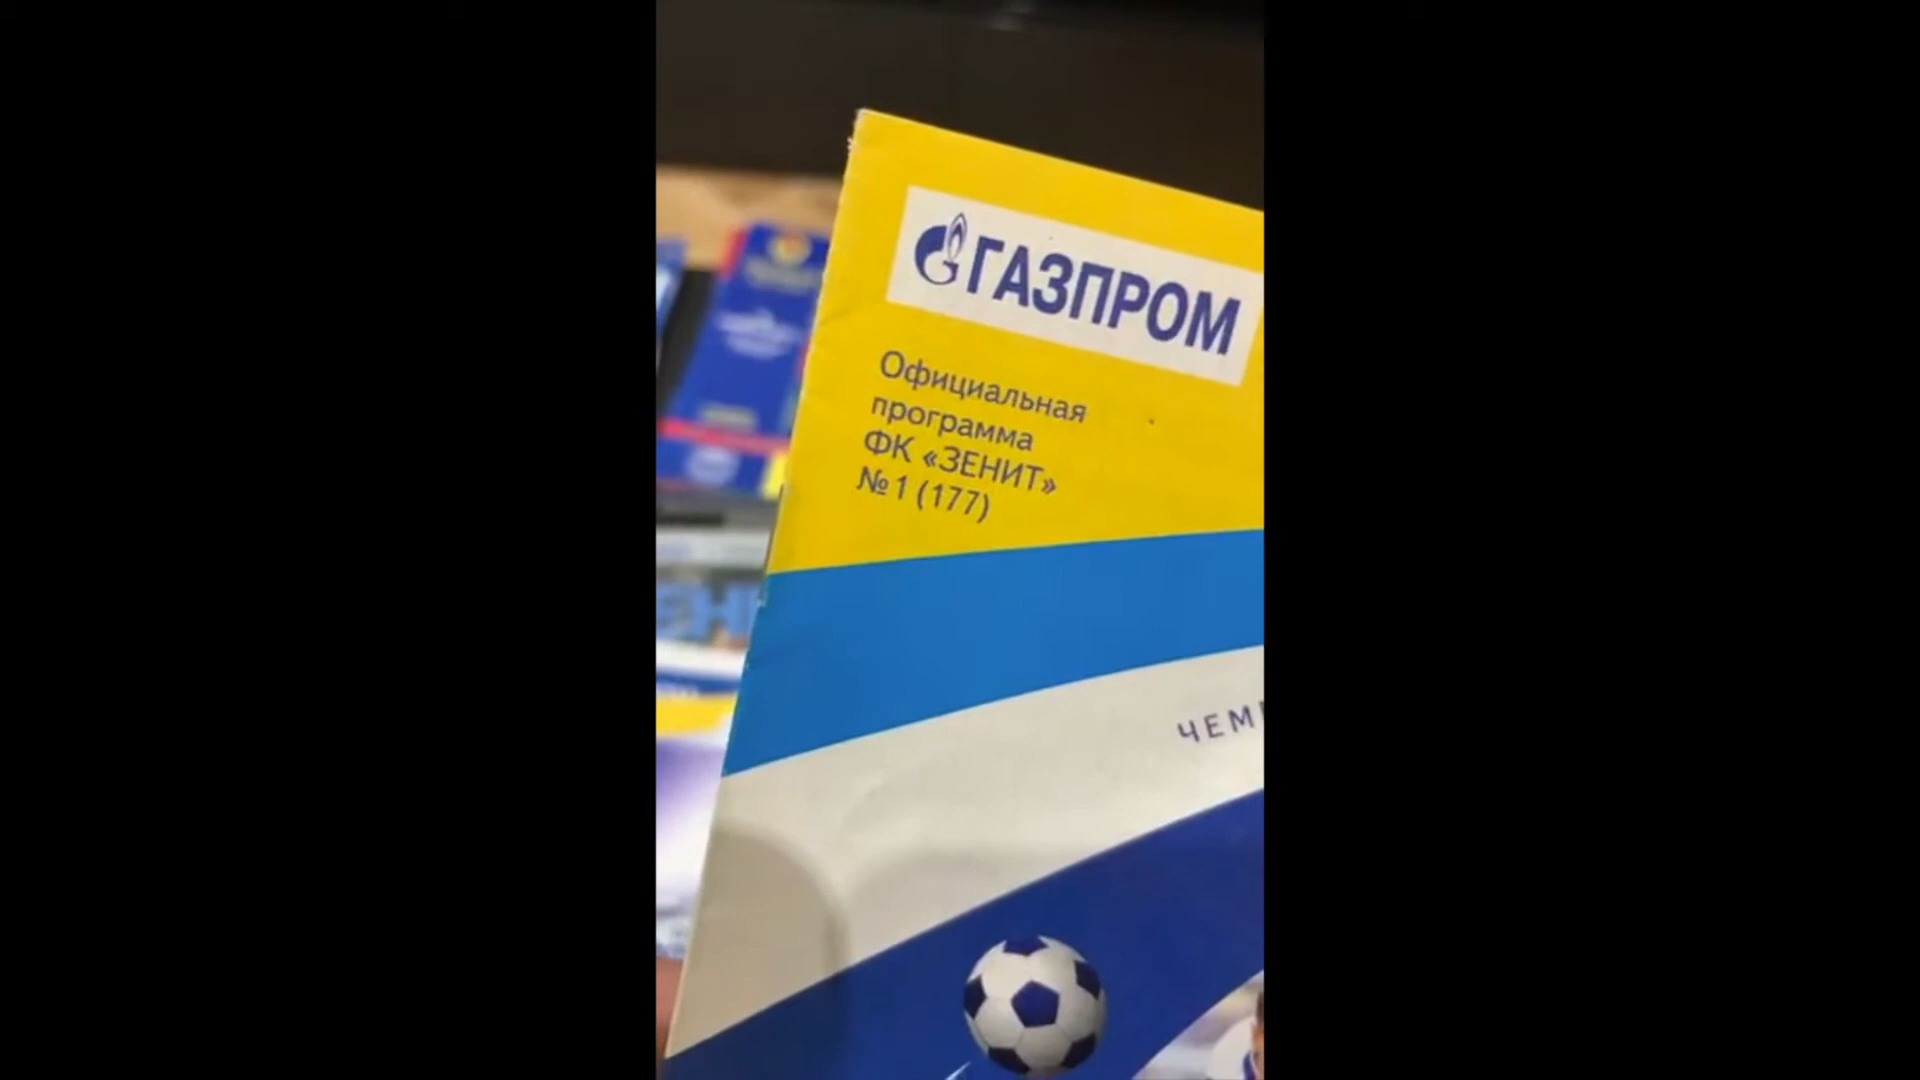 ГАЗПРОМ
Официальная
программа
ФК «ЗЕНИТ»
№1 (177)